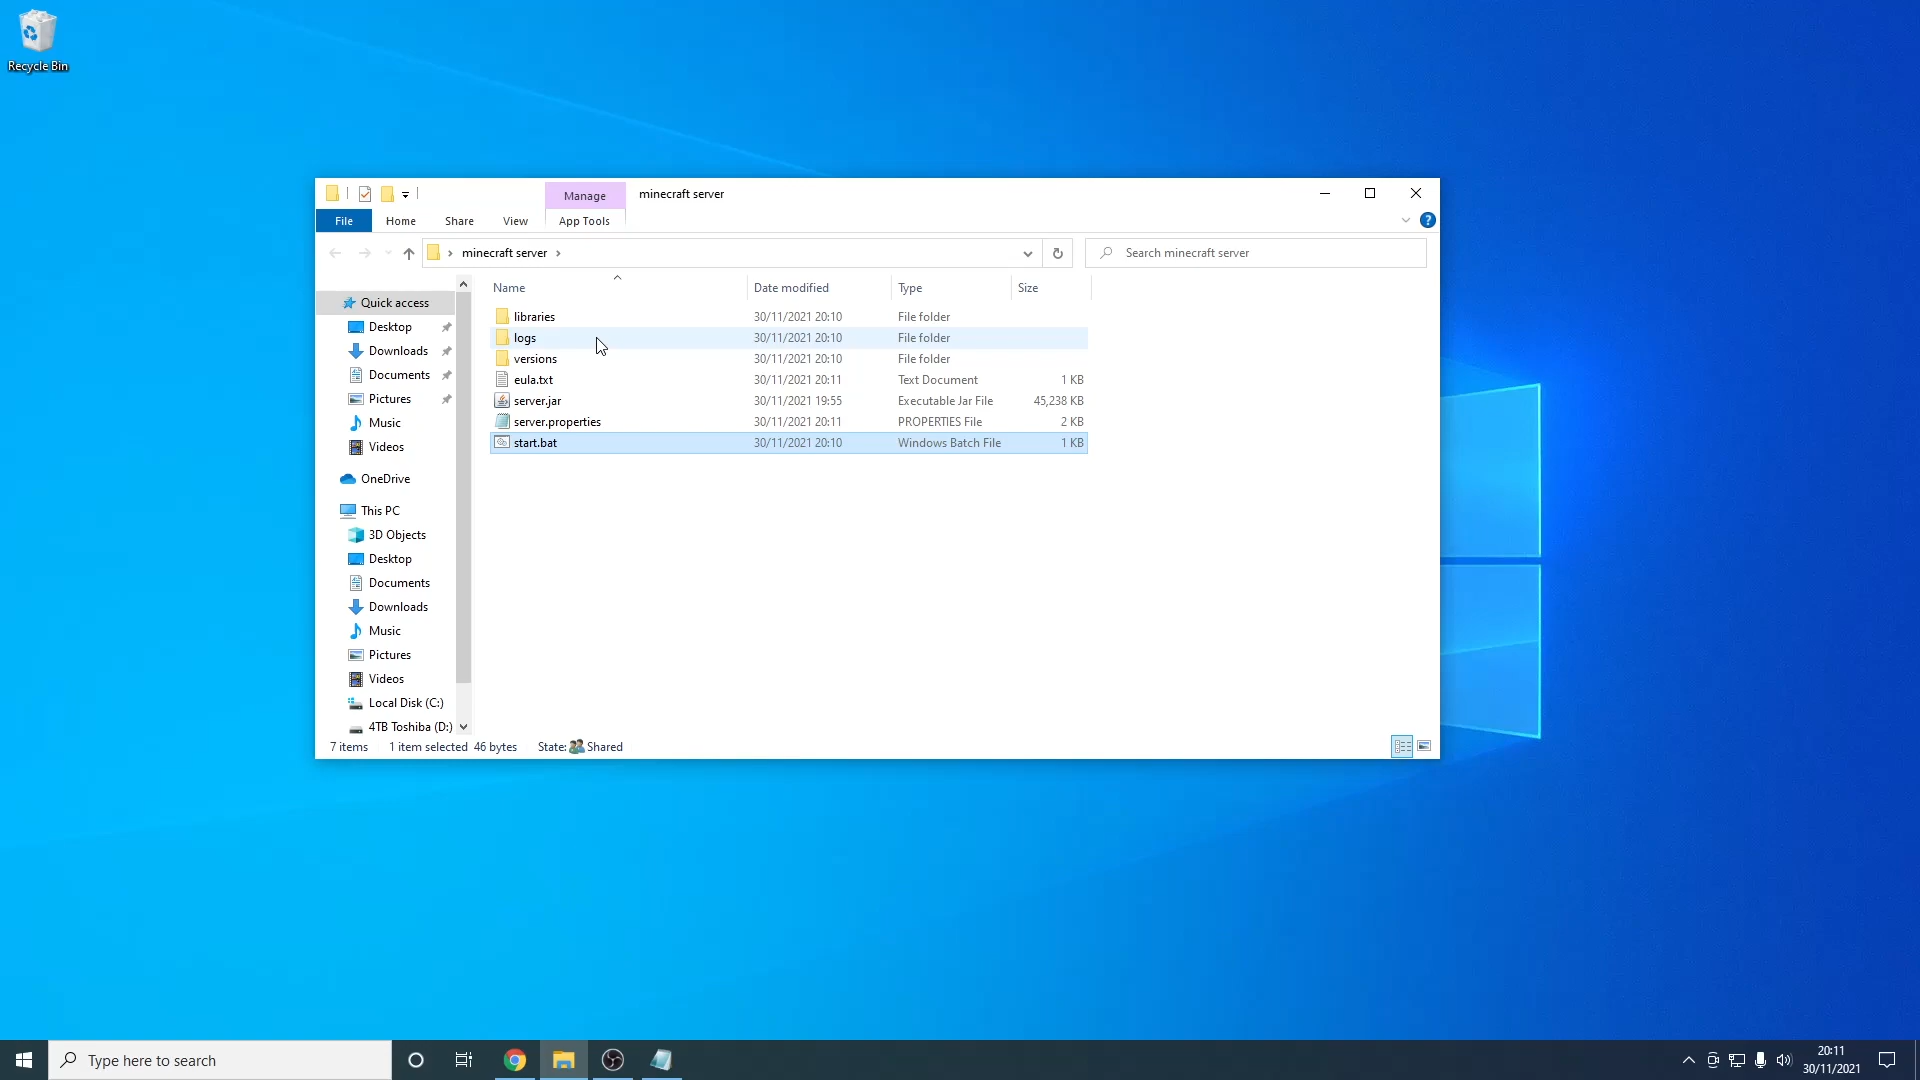 Recycle Bin
Manage
minecraft server
File
Home
Share
View
App Tools
minecraft server
Search minecraft server
Name
Date modified
Type
Size
Quick access
Desktop
Downloads
Documents
Pictures
Music
Videos
OneDrive
This PC
3D Objects
Desktop
Documents
Downloads
Music
Pictures
Videos
Local Disk (C:)
4TB Toshiba (D:)
libraries 30/11/2021 20:10 File folder
logs 30/11/2021 20:10 File folder
versions 30/11/2021 20:10 File folder
eula.txt 30/11/2021 20:11 Text Document 1 KB
server.jar 30/11/2021 19:55 Executable Jar File 45,238 KB
server.properties 30/11/2021 20:11 PROPERTIES File 2 KB
start.bat 30/11/2021 20:10 Windows Batch File 1 KB
7 items 1 item selected 46 bytes State: Shared
Type here to search
20:11
30/11/2021